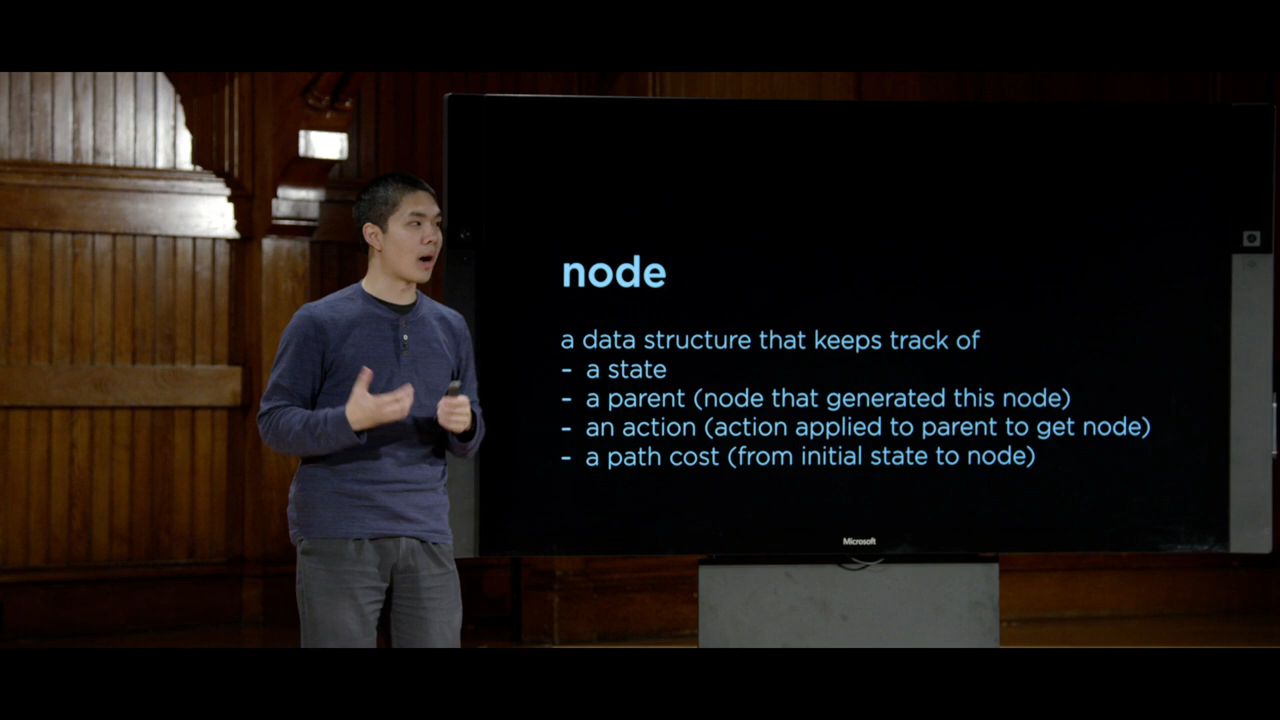 node
a data structure that keeps track of
- a state
- a parent (node that generated this node)
- an action (action applied to parent to get node)
- a path cost (from initial state to node)
Microsoft